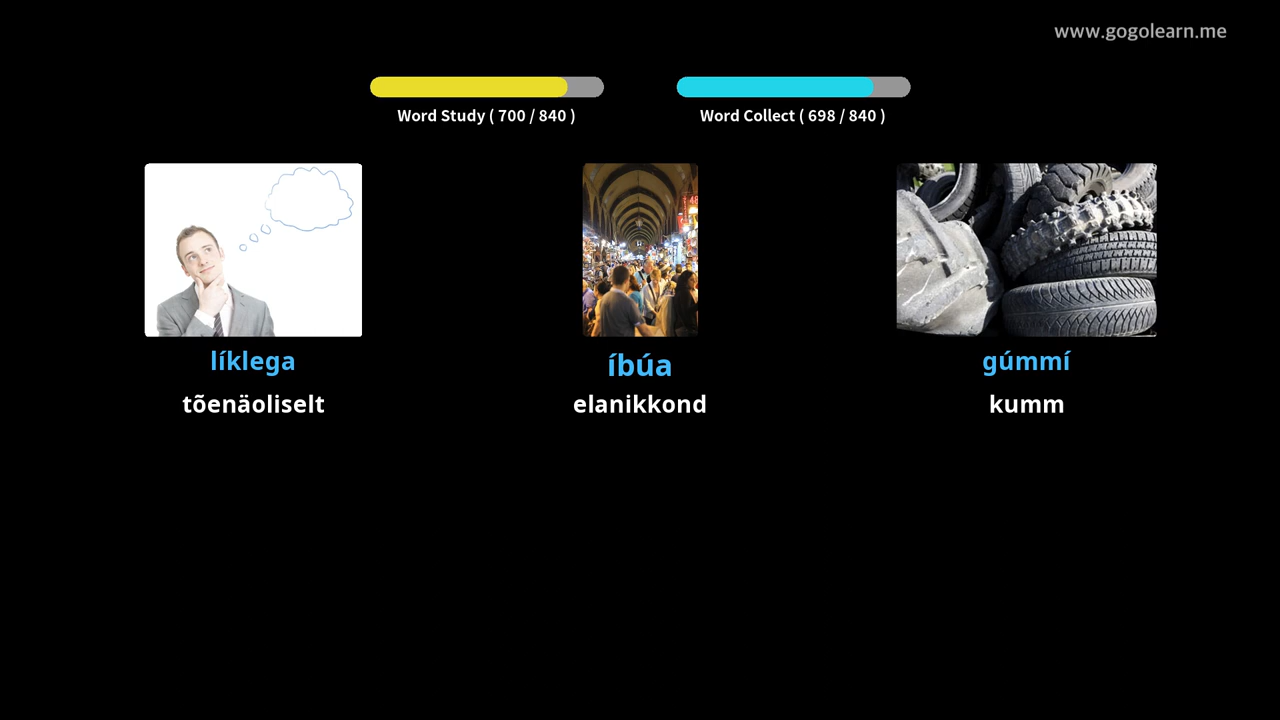 www.gogolearn.me
Word Study ( 700 / 840 )
Word Collect ( 698 / 840 )
líklega
íbúa
gúmmí
tõenäoliselt
elanikkond
kumm